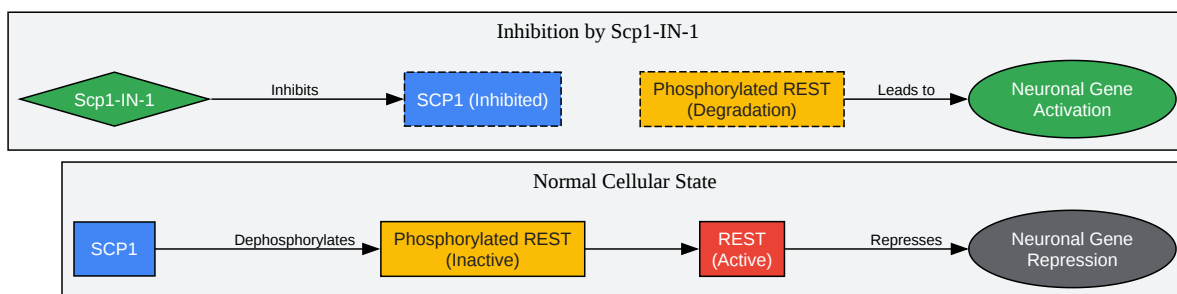 Inhibition by Scp1-IN-1
Scp1-IN-1
Inhibits
SCP1 (Inhibited)
Phosphorylated REST
(Degradation)
Leads to
Neuronal Gene
Activation
Normal Cellular State
SCP1
Dephosphorylates
Phosphorylated REST
(Inactive)
REST
(Active)
Represses
Neuronal Gene
Repression